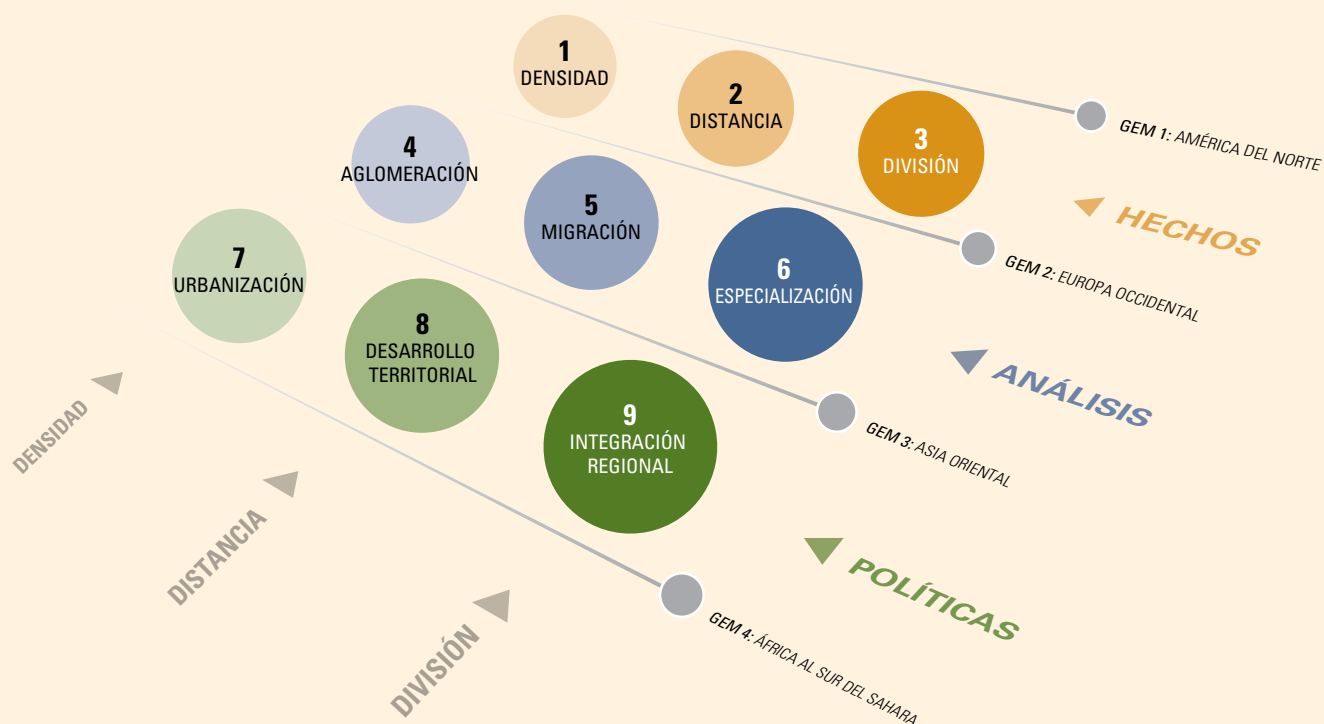 1
DENSIDAD
2
DISTANCIA
3
DIVISIÓN
GEM 1: AMÉRICA DEL NORTE
HECHOS
4
AGLOMERACIÓN
5
MIGRACIÓN
6
ESPECIALIZACIÓN
GEM 2: EUROPA OCCIDENTAL
ANÁLISIS
7
URBANIZACIÓN
8
DESARROLLO
TERRITORIAL
9
INTEGRACIÓN
REGIONAL
GEM 3: ASIA ORIENTAL
POLÍTICAS
GEM 4: ÁFRICA AL SUR DEL SAHARA
DENSIDAD
DISTANCIA
DIVISIÓN